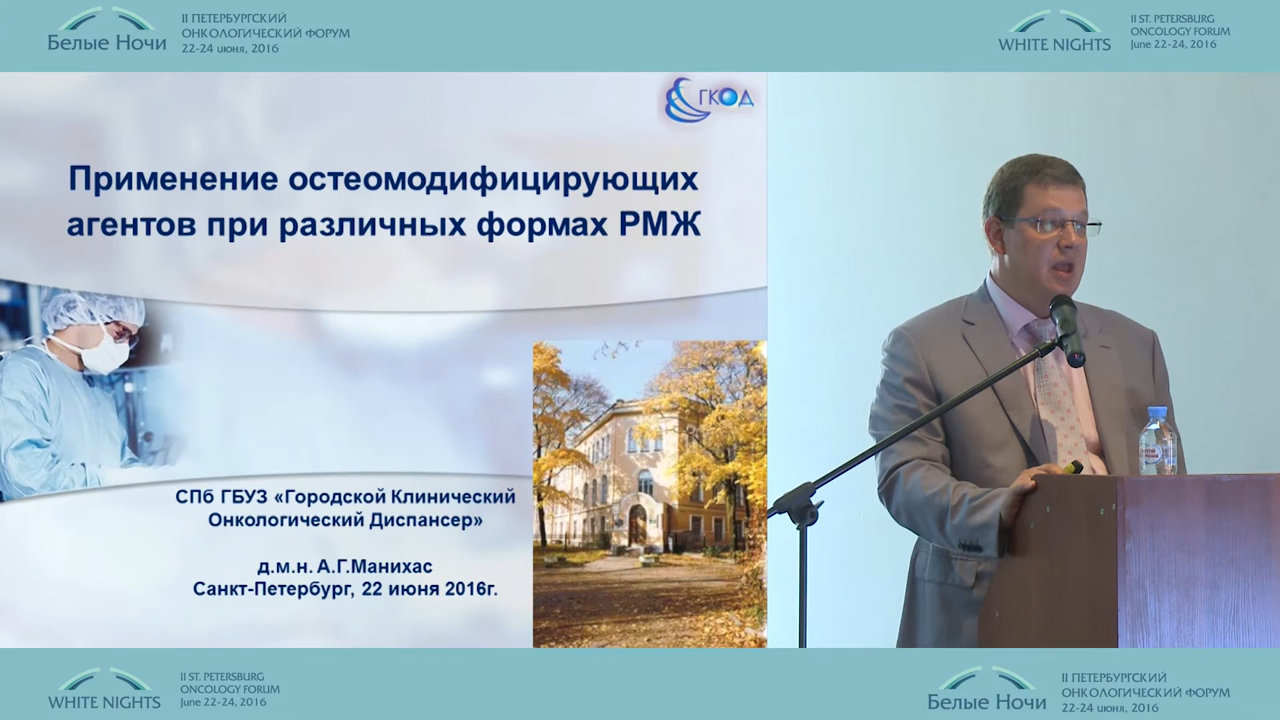 Белые Ночи
II ПЕТЕРБУРГСКИЙ
ОНКОЛОГИЧЕСКИЙ ФОРУМ
22-24 июня, 2016
WHITE NIGHTS
II ST. PETERSBURG
ONCOLOGY FORUM
June 22-24, 2016
ГКОД
Применение остеомодифицирующих
агентов при различных формах РМЖ
СПб ГБУЗ «Городской Клинический
Онкологический Диспансер»
д.м.н. А.Г.Манихас
Санкт-Петербург, 22 июня 2016г.
WHITE NIGHTS
II ST. PETERSBURG
ONCOLOGY FORUM
June 22-24, 2016
Белые Ночи
II ПЕТЕРБУРГСКИЙ
ОНКОЛОГИЧЕСКИЙ ФОРУМ
22-24 июня, 2016